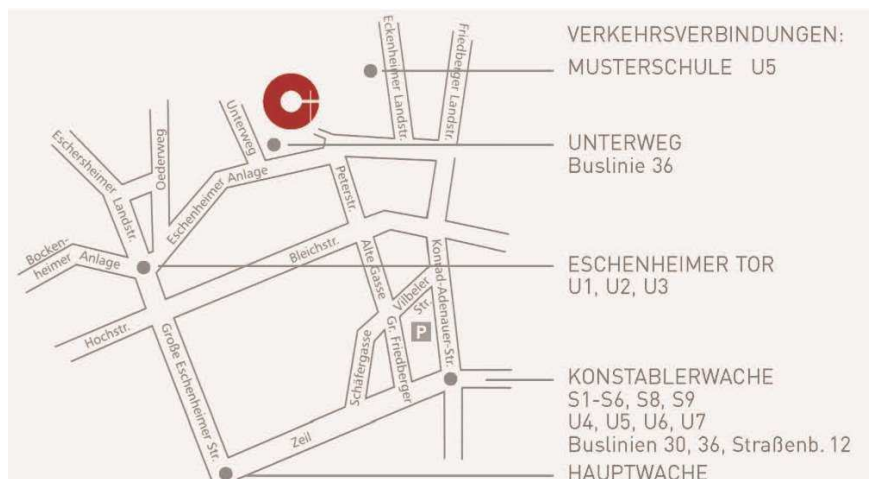 VERKEHRSVERBINDUNGEN:
MUSTERSCHULE U5
UNTERWEG
Buslinie 36
ESCHENHEIMER TOR
U1, U2, U3
KONSTABLERWACHE
S1-S6, S8, S9
U4, U5, U6, U7
Buslinien 30, 36, Straßenb. 12
HAUPTWACHE
Eckenheimer
Landstr.
Friedberger
Landstr.
Unterweg
Oederweg
Eschersheimer
Landstr.
Eschenheimer
Anlage
Peterstr.
Bocken-
heimer Anlage
Bleichstr.
Alte Gasse
Konrad-Adenauer-Str.
Vilbeler
Str.
P
Hochstr.
Große Eschenheimer Str.
Schäfergasse
Gr. Friedberger
Zeil